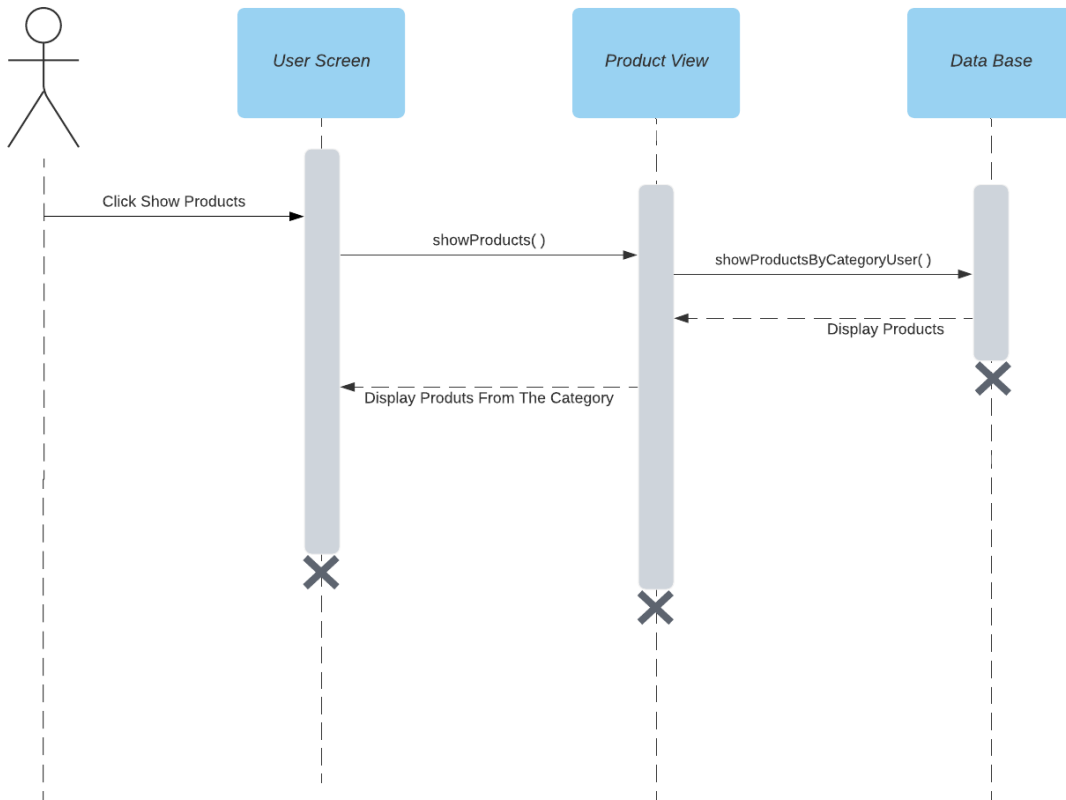 User Screen
Product View
Data Base
Click Show Products
showProducts( )
showProductsByCategoryUser( )
Display Products
Display Produts From The Category